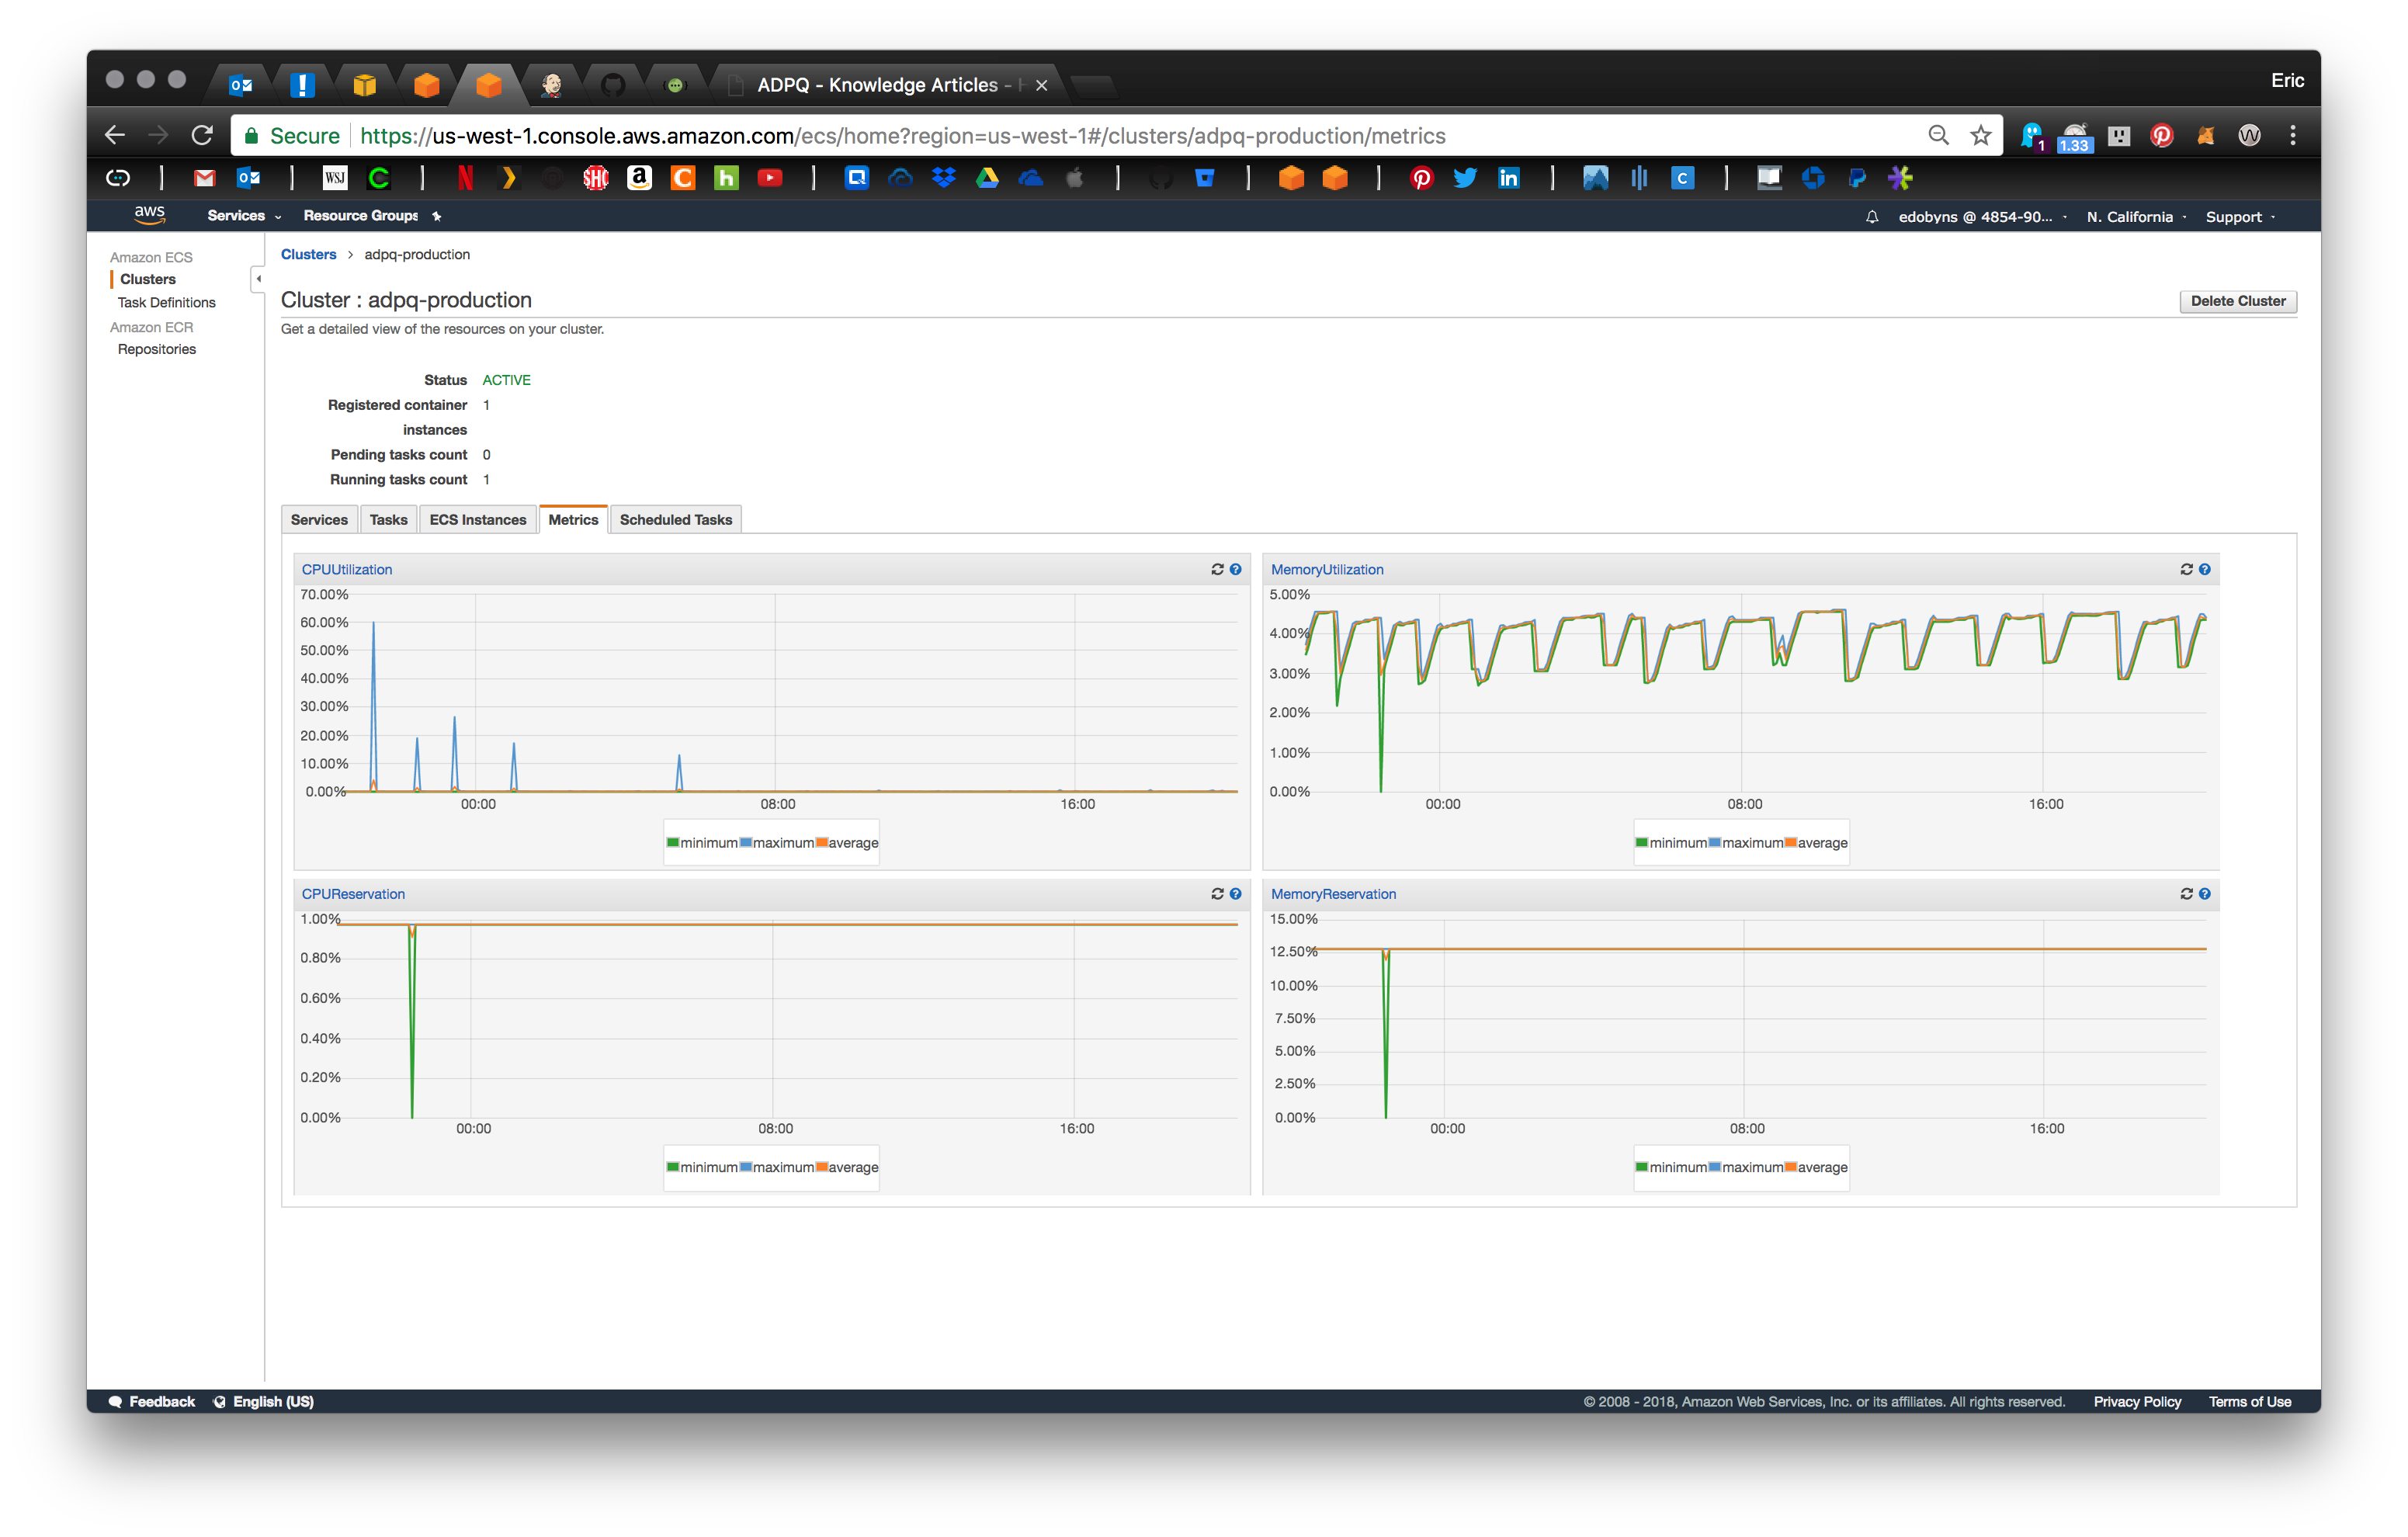 ADPQ - Knowledge Articles - H
Eric
Secure https://us-west-1.console.aws.amazon.com/ecs/home?region=us-west-1#/clusters/adpq-production/metrics
1
1.33
WSJ
SHC
a
C
h
in
C
aws Services Resource Groups edobyns @ 4854-90... N. California Support
Amazon ECS
Clusters
Task Definitions
Amazon ECR
Repositories
Clusters > adpq-production
Cluster : adpq-production
Delete Cluster
Get a detailed view of the resources on your cluster.
Status ACTIVE
Registered container 1
instances
Pending tasks count 0
Running tasks count 1
Services Tasks ECS Instances Metrics Scheduled Tasks
CPUUtilization
70.00%
60.00%
50.00%
40.00%
30.00%
20.00%
10.00%
0.00%
00:00 08:00 16:00
minimum maximum average
MemoryUtilization
5.00%
4.00%
3.00%
2.00%
1.00%
0.00%
00:00 08:00 16:00
minimum maximum average
CPUReservation
1.00%
0.80%
0.60%
0.40%
0.20%
0.00%
00:00 08:00 16:00
minimum maximum average
MemoryReservation
15.00%
12.50%
10.00%
7.50%
5.00%
2.50%
0.00%
00:00 08:00 16:00
minimum maximum average
Feedback English (US) © 2008 - 2018, Amazon Web Services, Inc. or its affiliates. All rights reserved. Privacy Policy Terms of Use